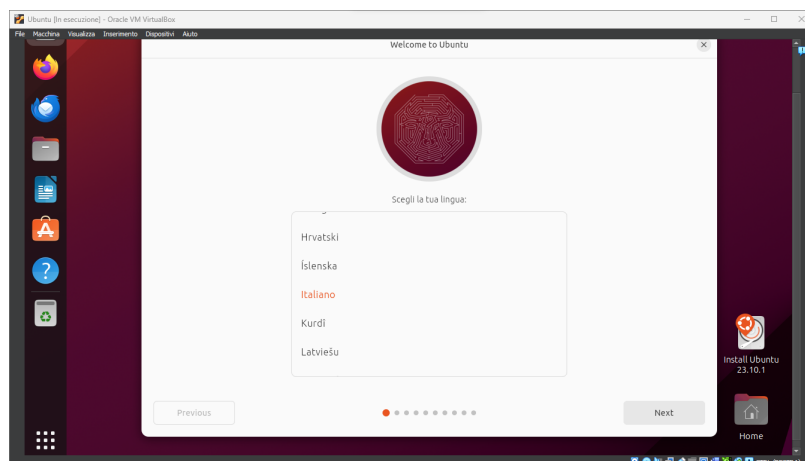 Ubuntu [In esecuzione] - Oracle VM VirtualBox
File Macchina Visualizza Inserimento Dispositivi Aiuto
Welcome to Ubuntu
Scegli la tua lingua:
Hrvatski
Íslenska
Italiano
Kurdî
Latviešu
Install Ubuntu
23.10.1
Previous
Next
Home